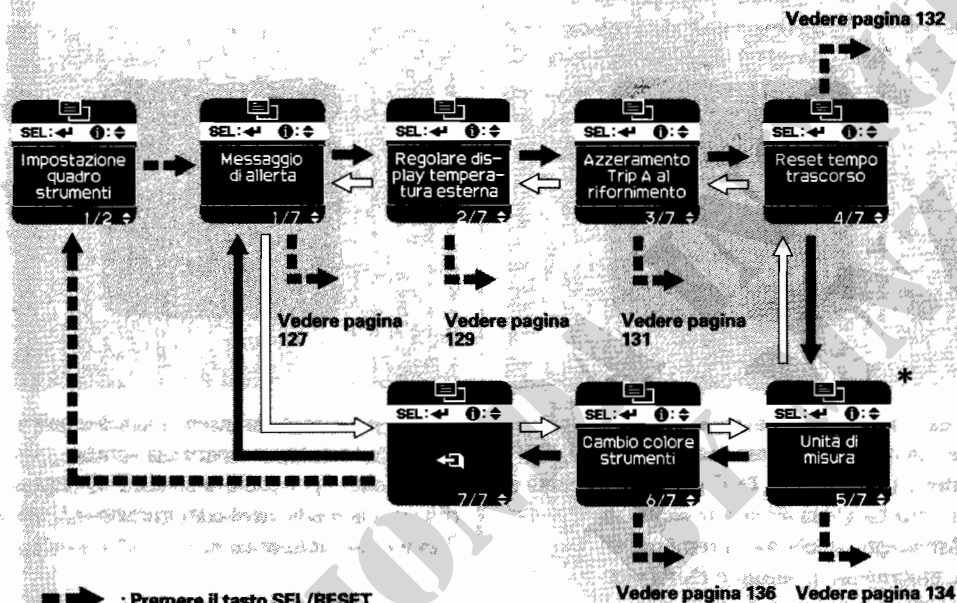 Vedere pagina 132
SEL:
Impostazione
quadro
strumenti
1/2
SEL:
Messaggio
di allerta
1/7
SEL:
Regolare dis-
play tempera-
tura esterna
2/7
SEL:
Azzeramento
Trip A al
rifornimento
3/7
SEL:
Reset tempo
trascorso
4/7
Vedere pagina
127
Vedere pagina
129
Vedere pagina
131
SEL:
7/7
SEL:
Cambio colore
strumenti
6/7
SEL:
Unità di
misura
5/7
*
Vedere pagina 136
Vedere pagina 134
: Premere il tasto SEL/RESET